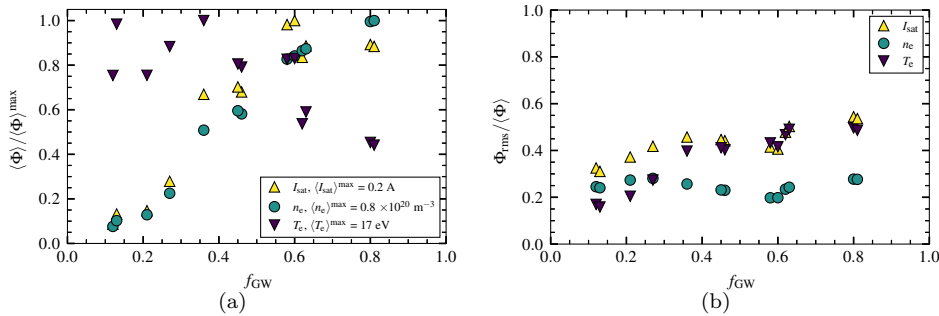 1.0
0.8
0.6
0.4
0.2
0.0
⟨Φ⟩/⟨Φ⟩^max
I_sat, ⟨I_sat⟩^max = 0.2 A
n_e, ⟨n_e⟩^max = 0.8 ×10^20 m^−3
T_e, ⟨T_e⟩^max = 17 eV
0.0 0.2 0.4 0.6 0.8 1.0
f_GW
(a)
1.0
0.8
0.6
0.4
0.2
0.0
Φ_rms/⟨Φ⟩
I_sat
n_e
T_e
0.0 0.2 0.4 0.6 0.8 1.0
f_GW
(b)